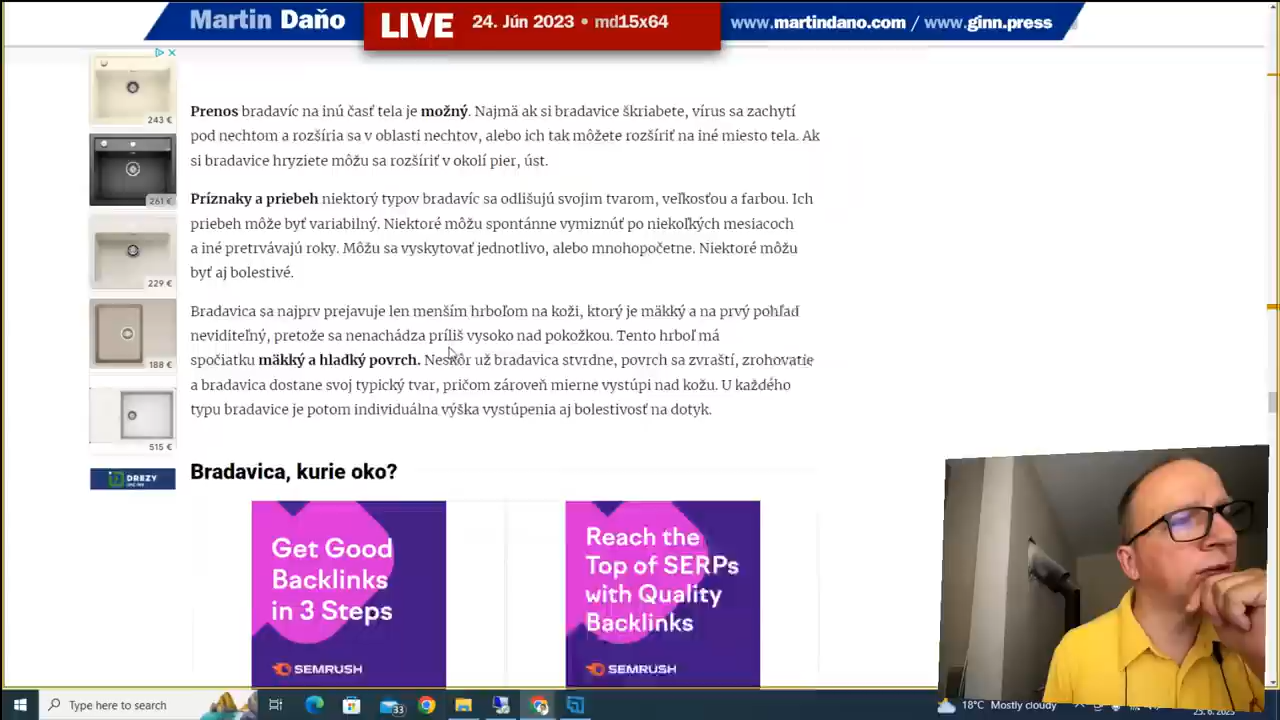 Martin Daňo
LIVE
24. Jún 2023 • md15x64
www.martindano.com / www.ginn.press
243 €
261 €
229 €
188 €
515 €
DREZY
Prenos bradavíc na inú časť tela je možný. Najmä ak si bradavice škriabete, vírus sa zachytí
pod nechtom a rozšíria sa v oblasti nechtov, alebo ich tak môžete rozšíriť na iné miesto tela. Ak
si bradavice hryziete môžu sa rozšíriť v okolí pier, úst.
Príznaky a priebeh niektorý typov bradavíc sa odlišujú svojim tvarom, veľkosťou a farbou. Ich
priebeh môže byť variabilný. Niektoré môžu spontánne vymiznúť po niekoľkých mesiacoch
a iné pretrvávajú roky. Môžu sa vyskytovať jednotlivo, alebo mnohopočetne. Niektoré môžu
byť aj bolestivé.
Bradavica sa najprv prejavuje len menším hrboľom na koži, ktorý je mäkký a na prvý pohľad
neviditeľný, pretože sa nenachádza príliš vysoko nad pokožkou. Tento hrboľ má
spočiatku mäkký a hladký povrch. Neskôr už bradavica stvrdne, povrch sa zvraští, zrohovatie
a bradavica dostane svoj typický tvar, pričom zároveň mierne vystúpi nad kožu. U každého
typu bradavice je potom individuálna výška vystúpenia aj bolestivosť na dotyk.
Bradavica, kurie oko?
Get Good
Backlinks
in 3 Steps
SEMRUSH
Reach the
Top of SERPs
with Quality
Backlinks
SEMRUSH
Type here to search
33
18°C Mostly cloudy